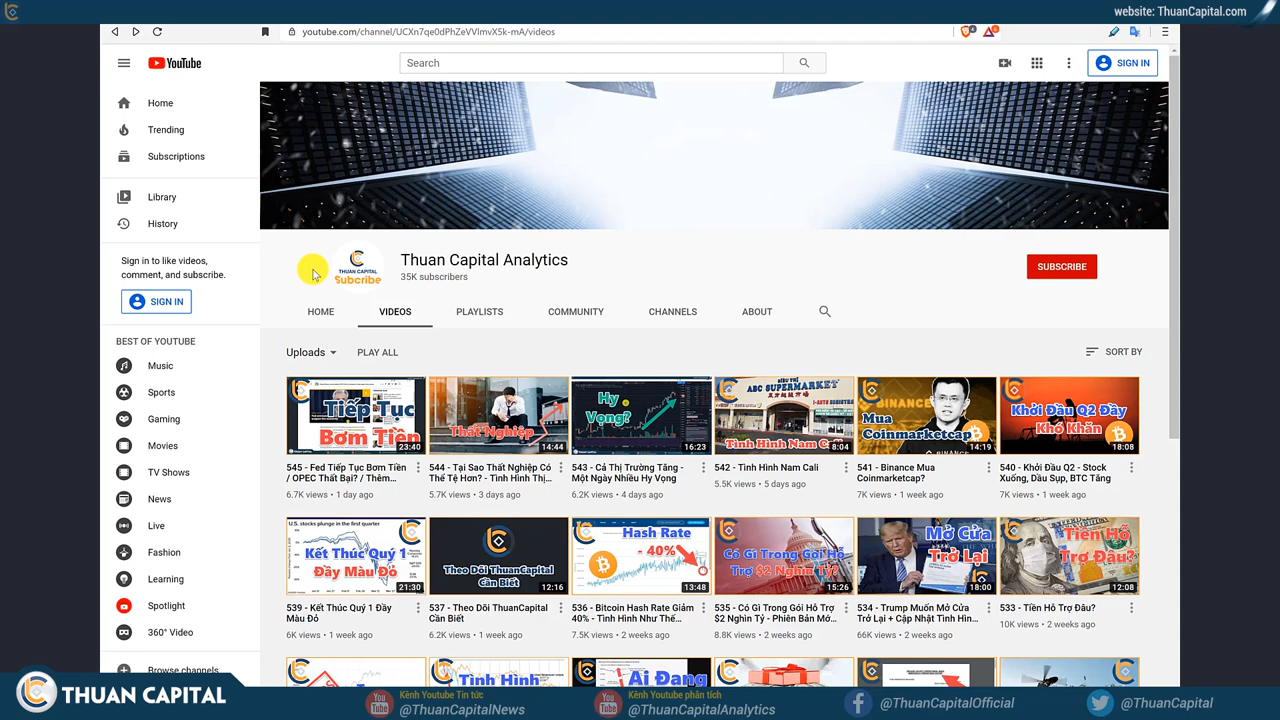 website: ThuanCapital.com
youtube.com/channel/UCXn7qe0dPhZeVVlmvX5k-mA/videos
YouTube
Search
SIGN IN
Home
Trending
Subscriptions
Library
History
Sign in to like videos,
comment, and subscribe.
SIGN IN
BEST OF YOUTUBE
Music
Sports
Gaming
Movies
TV Shows
News
Live
Fashion
Learning
Spotlight
360° Video
Browse channels
THUAN CAPITAL
Subcribe
Thuan Capital Analytics
35K subscribers
SUBSCRIBE
HOME
VIDEOS
PLAYLISTS
COMMUNITY
CHANNELS
ABOUT
Uploads
PLAY ALL
SORT BY
Tiếp Tục
Bơm Tiền
23:40
Thất Nghiệp
14:44
Hy
Vọng?
16:23
ABC SUPERMARKET
Tình Hình Nam Cali
8:04
BINANCE
Mua
Coinmarketcap
14:19
Khởi Đầu Q2 Đầy
Khó Khăn
18:08
545 - Fed Tiếp Tục Bơm Tiền
/ OPEC Thất Bại? / Thêm...
6.7K views • 1 day ago
544 - Tại Sao Thất Nghiệp Có
Thể Tệ Hơn? - Tình Hình Thị...
5.7K views • 3 days ago
543 - Cả Thị Trường Tăng -
Một Ngày Nhiều Hy Vọng
6.2K views • 4 days ago
542 - Tình Hình Nam Cali
5.5K views • 5 days ago
541 - Binance Mua
Coinmarketcap?
7K views • 1 week ago
540 - Khởi Đầu Q2 - Stock
Xuống, Dầu Sụp, BTC Tăng
7K views • 1 week ago
U.S. stocks plunge in the first quarter
Kết Thúc Quý 1
Đầy Màu Đỏ
21:30
Theo Dõi ThuanCapital
Cần Biết
12:16
Hash Rate
- 40%
13:48
Có Gì Trong Gói Hỗ
Trợ $2 Nghìn Tỷ?
15:26
Mở Cửa
Trở Lại
18:00
Tiền Hỗ
Trợ Đâu?
12:08
539 - Kết Thúc Quý 1 Đầy
Màu Đỏ
6K views • 1 week ago
537 - Theo Dõi ThuanCapital
Cần Biết
6.2K views • 1 week ago
536 - Bitcoin Hash Rate Giảm
40% - Tình Hình Như Thế...
7.5K views • 2 weeks ago
535 - Có Gì Trong Gói Hỗ Trợ
$2 Nghìn Tỷ - Phiên Bản Mớ...
8.8K views • 2 weeks ago
534 - Trump Muốn Mở Cửa
Trở Lại + Cập Nhật Tình Hìn...
66K views • 2 weeks ago
533 - Tiền Hỗ Trợ Đâu?
10K views • 2 weeks ago
Tình Hình
Ai Đang
THUAN CAPITAL
Kênh Youtube Tin tức
@ThuanCapitalNews
Kênh Youtube phân tích
@ThuanCapitalAnalytics
@ThuanCapitalOfficial
@ThuanCapital